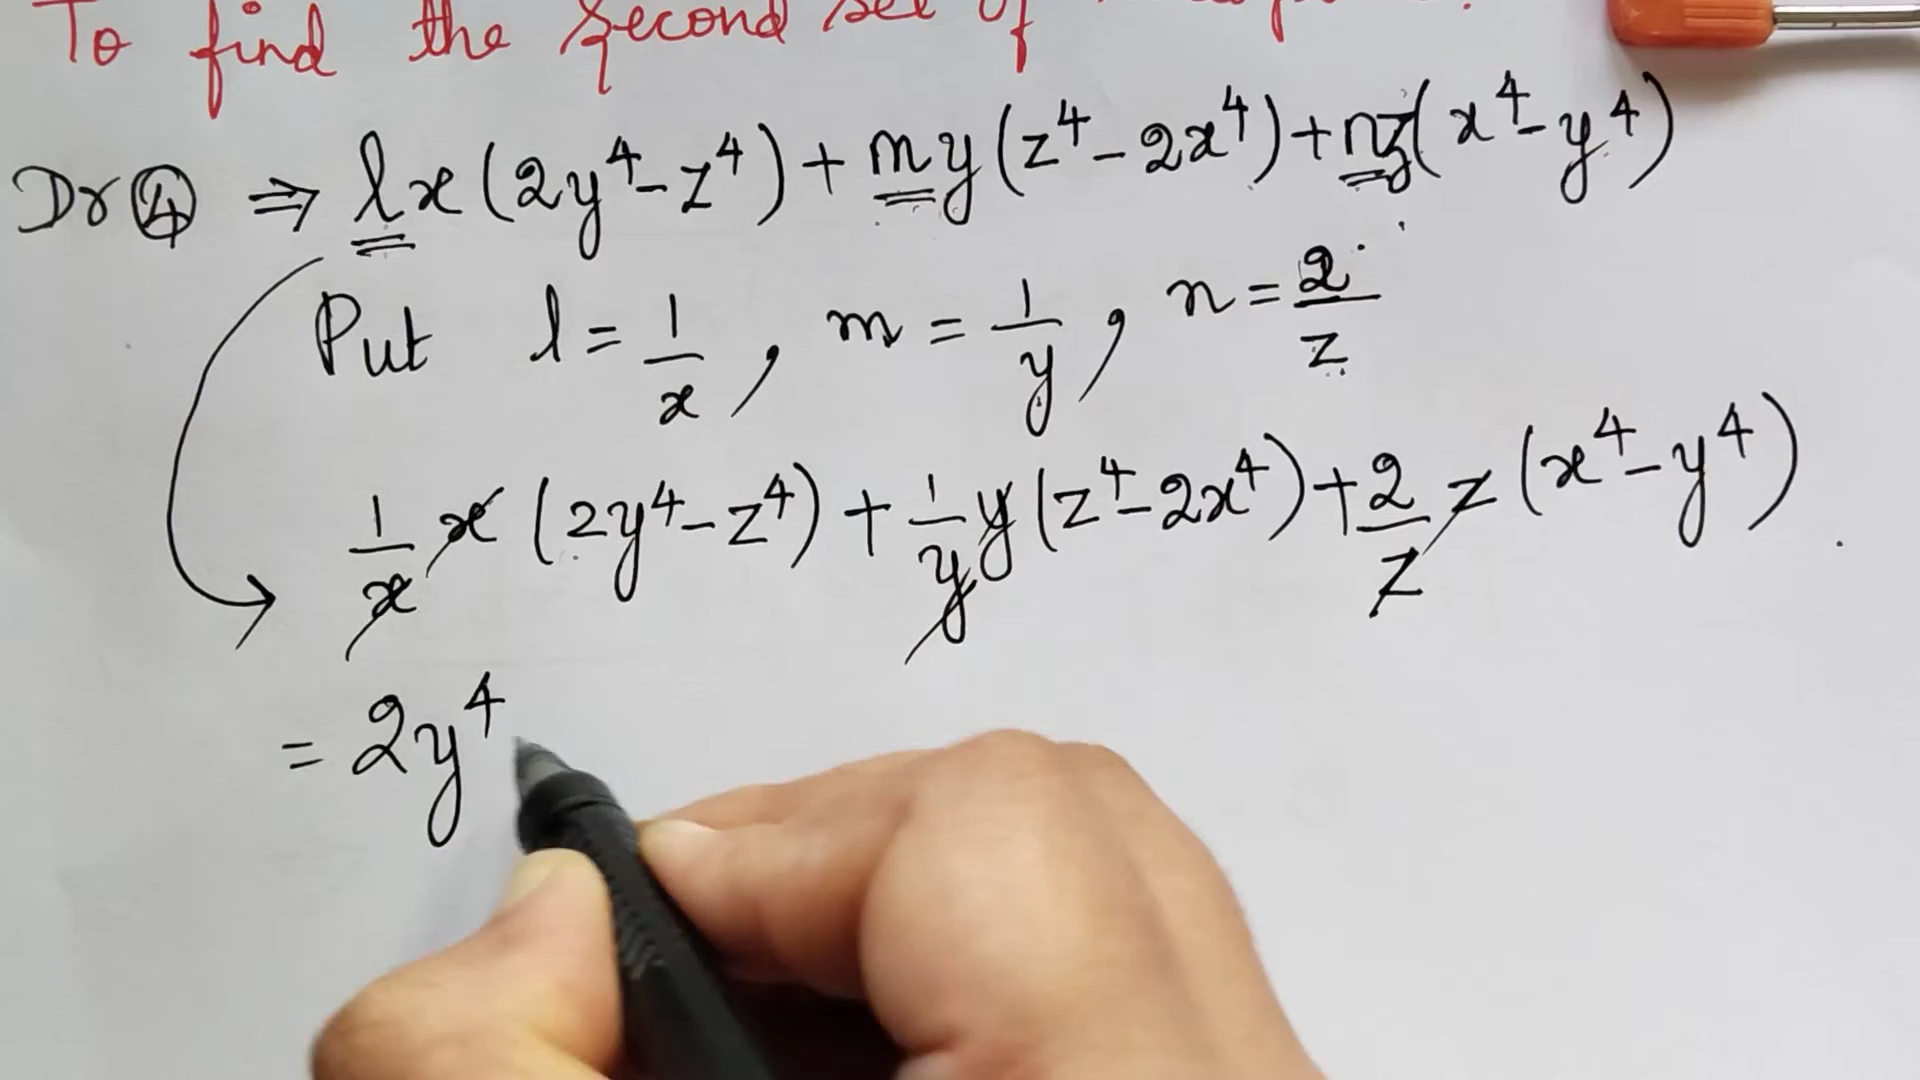 To find the second set of
Dr ④ ⇒ lx(2y⁴-z⁴)+my(z⁴-2x⁴)+nz(x⁴-y⁴)
Put l=1/x, m=1/y, n=2/z
1/x x(2y⁴-z⁴)+1/y y(z⁴-2x⁴)+2/z z(x⁴-y⁴)
=2y⁴